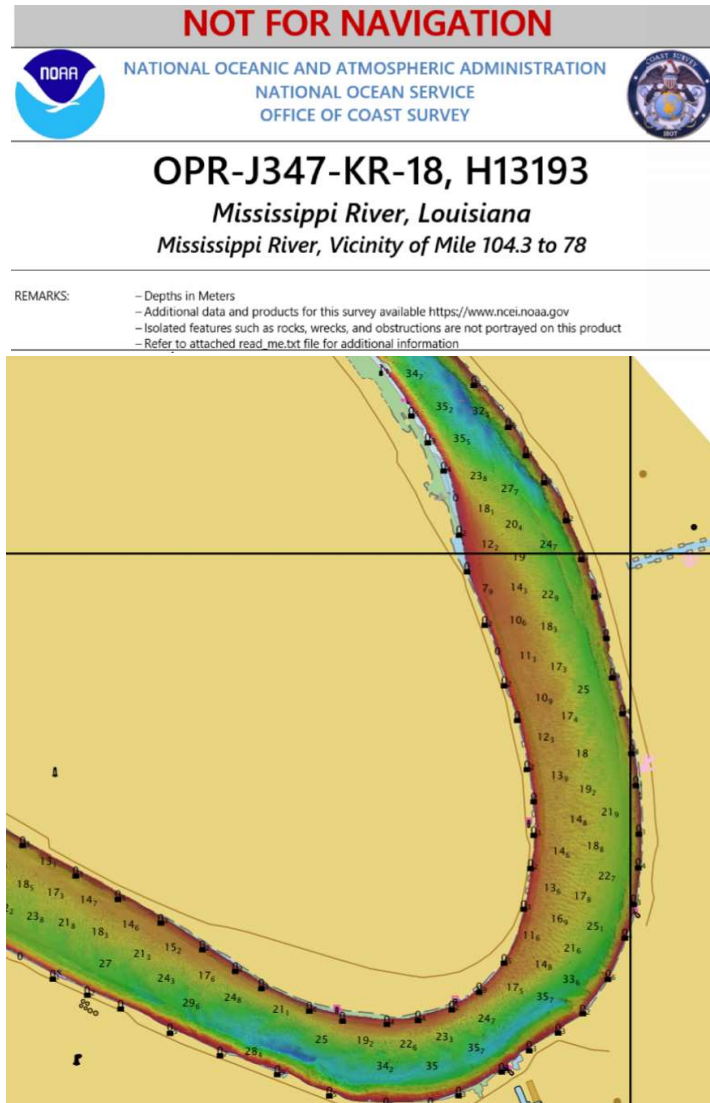 NOT FOR NAVIGATION
NOAA
NATIONAL OCEANIC AND ATMOSPHERIC ADMINISTRATION
NATIONAL OCEAN SERVICE
OFFICE OF COAST SURVEY
COAST SURVEY
1807
OPR-J347-KR-18, H13193
Mississippi River, Louisiana
Mississippi River, Vicinity of Mile 104.3 to 78
REMARKS:
– Depths in Meters
– Additional data and products for this survey available https://www.ncei.noaa.gov
– Isolated features such as rocks, wrecks, and obstructions are not portrayed on this product
– Refer to attached read_me.txt file for additional information
34₇
35₂ 32₅
35₅
23₈
27₇
18₁
20₄
12₂ 24₇
19
7₉ 14₃ 22₉
10₆ 18₃
11₃ 17₃
25
10₉
17₄
12₃
18
13₉
19₂
21₉
14₈
18₈
14₆
22₇
13₆ 17₈
16₉ 25₁
11₆ 21₆
14₈
33₆
17₅ 35₇
13₁
18₅ 17₃ 14₇
23₈ 21₈ 18₃ 14₆
15₂
21₃
27 17₆
24₃
24₈
29₆ 21₁
24₇
25 19₂ 22₆ 23₃
35₇
28₄
34₂ 35